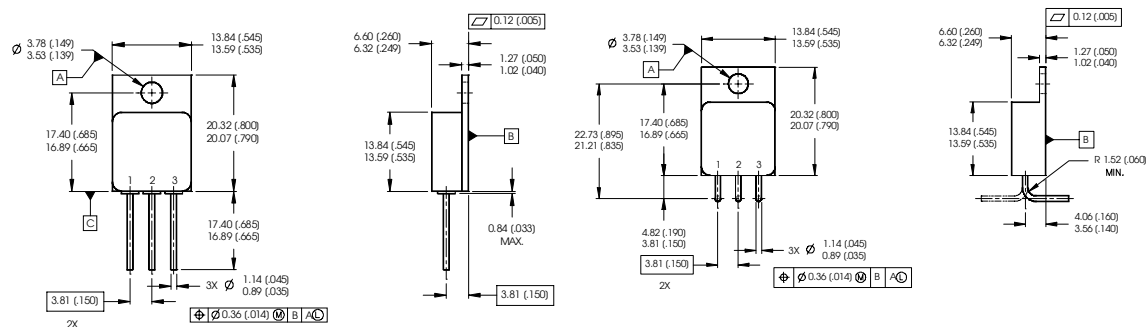 ⏥ 0.12 (.005)
6.60 (.260)
6.32 (.249)
13.84 (.545)
13.59 (.535)
Ø 3.78 (.149)
3.53 (.139)
1.27 (.050)
1.02 (.040)
A
17.40 (.685)
16.89 (.665)
20.32 (.800)
20.07 (.790)
13.84 (.545)
13.59 (.535)
B
1 2 3
C
17.40 (.685)
16.89 (.665)
0.84 (.033)
MAX.
3X Ø 1.14 (.045)
0.89 (.035)
3.81 (.150)
2X
3.81 (.150)
⌖ Ø 0.36 (.014) Ⓜ B A Ⓛ
⏥ 0.12 (.005)
6.60 (.260)
6.32 (.249)
13.84 (.545)
13.59 (.535)
Ø 3.78 (.149)
3.53 (.139)
1.27 (.050)
1.02 (.040)
A
17.40 (.685)
16.89 (.665)
20.32 (.800)
20.07 (.790)
22.73 (.895)
21.21 (.835)
13.84 (.545)
13.59 (.535)
B
1 2 3
R 1.52 (.060)
MIN.
4.82 (.190)
3.81 (.150)
4.06 (.160)
3.56 (.140)
3X Ø 1.14 (.045)
0.89 (.035)
3.81 (.150)
2X
⌖ Ø 0.36 (.014) Ⓜ B A Ⓛ